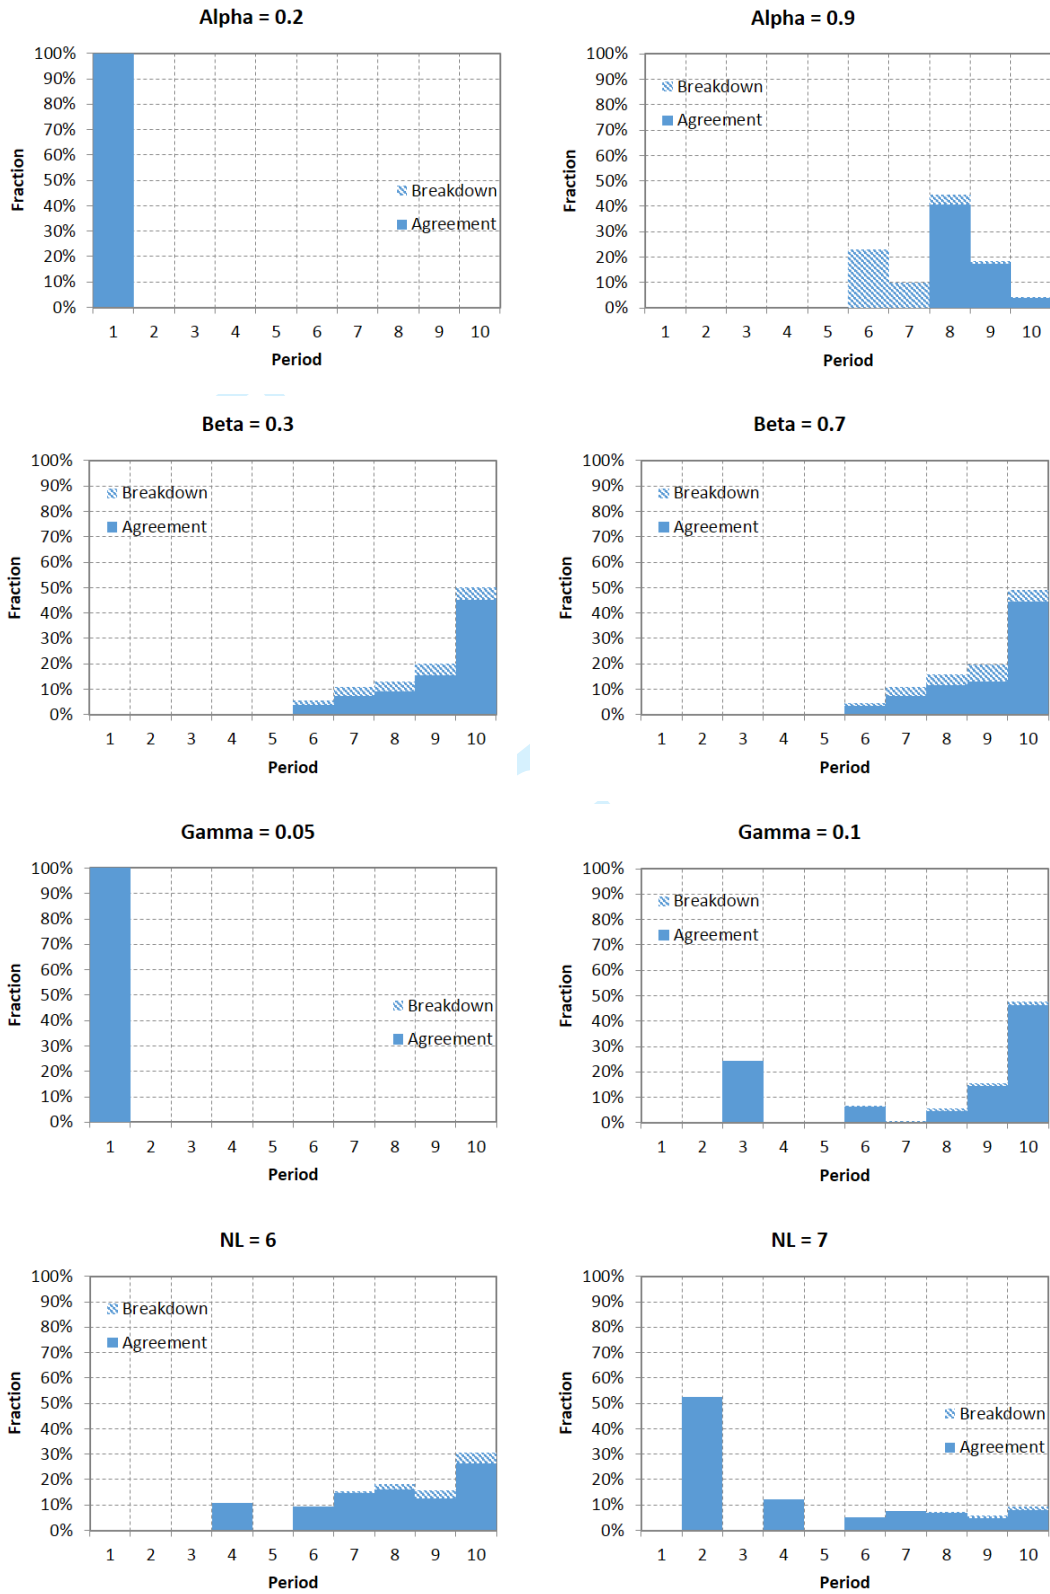 Alpha = 0.2
100%
90%
80%
70%
60%
50%
40%
30%
20%
10%
0%
Fraction
Breakdown
Agreement
1 2 3 4 5 6 7 8 9 10
Period
Alpha = 0.9
100%
90%
80%
70%
60%
50%
40%
30%
20%
10%
0%
Fraction
Breakdown
Agreement
1 2 3 4 5 6 7 8 9 10
Period
Beta = 0.3
100%
90%
80%
70%
60%
50%
40%
30%
20%
10%
0%
Fraction
Breakdown
Agreement
1 2 3 4 5 6 7 8 9 10
Period
Beta = 0.7
100%
90%
80%
70%
60%
50%
40%
30%
20%
10%
0%
Fraction
Breakdown
Agreement
1 2 3 4 5 6 7 8 9 10
Period
Gamma = 0.05
100%
90%
80%
70%
60%
50%
40%
30%
20%
10%
0%
Fraction
Breakdown
Agreement
1 2 3 4 5 6 7 8 9 10
Period
Gamma = 0.1
100%
90%
80%
70%
60%
50%
40%
30%
20%
10%
0%
Fraction
Breakdown
Agreement
1 2 3 4 5 6 7 8 9 10
Period
NL = 6
100%
90%
80%
70%
60%
50%
40%
30%
20%
10%
0%
Fraction
Breakdown
Agreement
1 2 3 4 5 6 7 8 9 10
Period
NL = 7
100%
90%
80%
70%
60%
50%
40%
30%
20%
10%
0%
Fraction
Breakdown
Agreement
1 2 3 4 5 6 7 8 9 10
Period